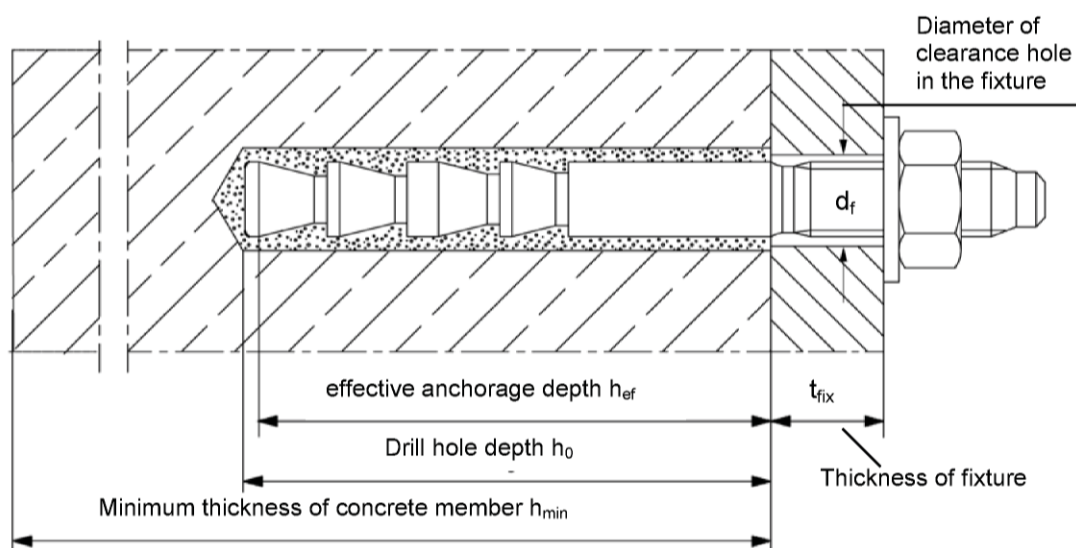 Diameter of
clearance hole
in the fixture
d_f
effective anchorage depth h_ef
t_fix
Drill hole depth h_0
Thickness of fixture
Minimum thickness of concrete member h_min